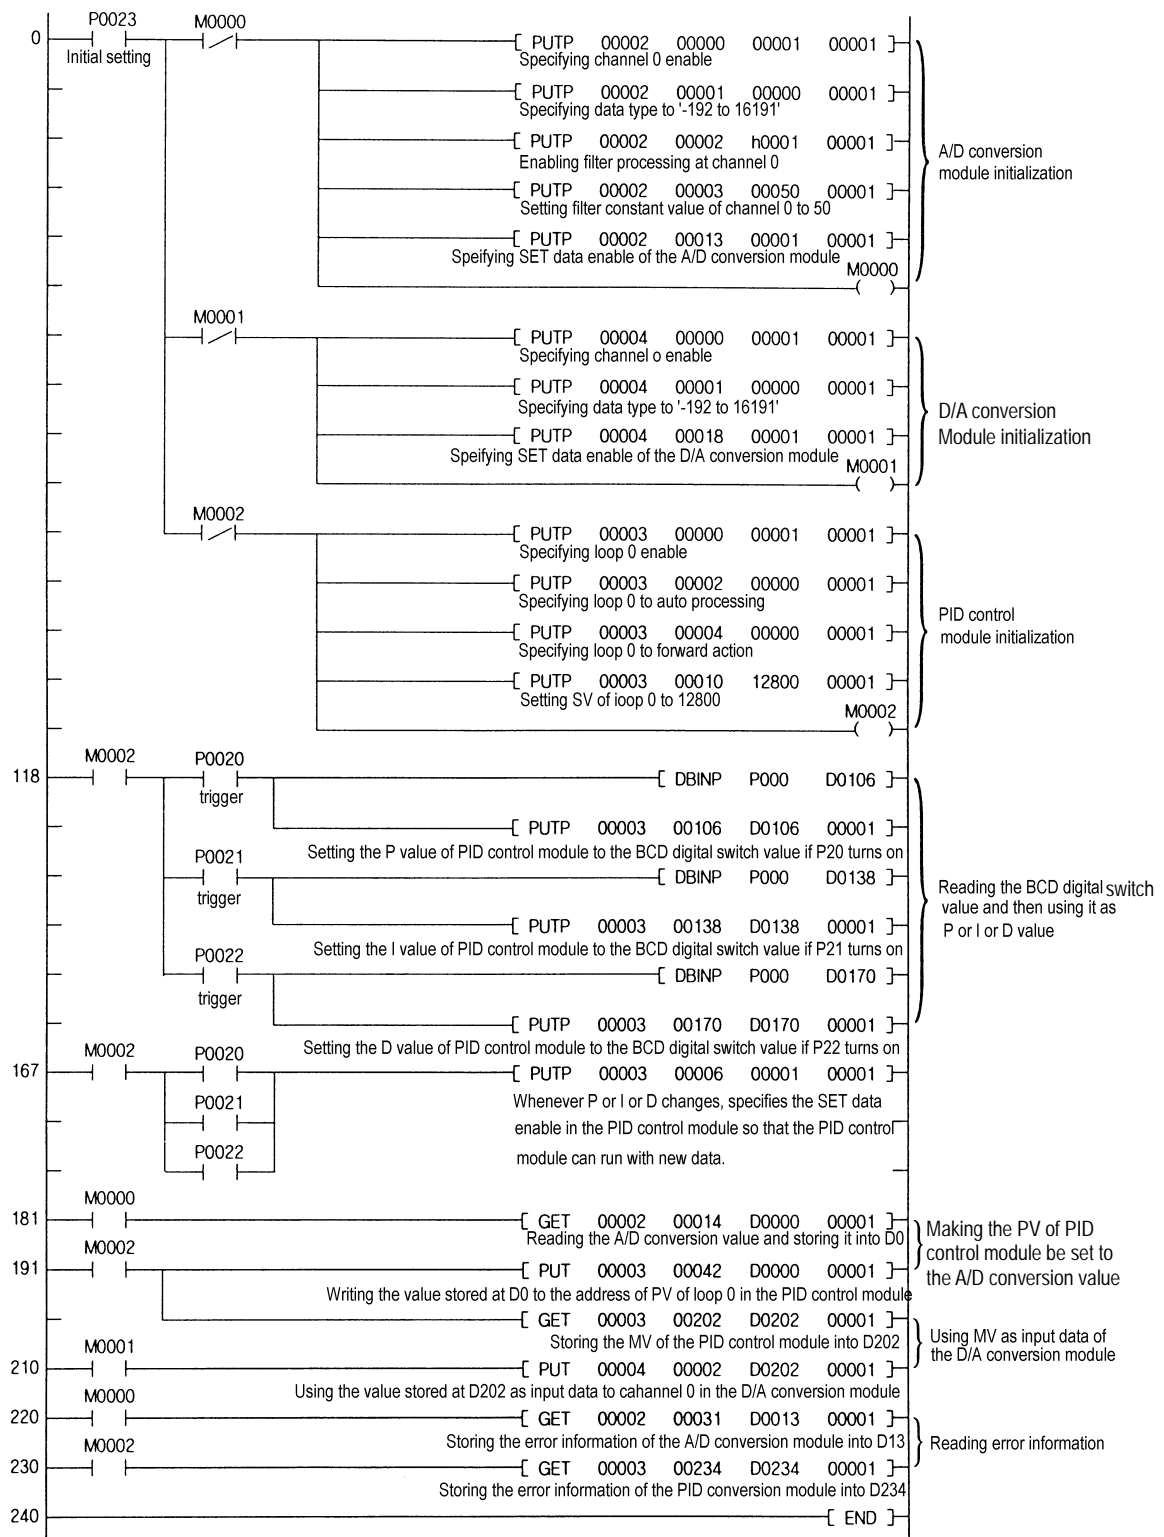 P0023 M0000
0 [ PUTP 00002 00000 00001 00001 ]
Initial setting
Specifying channel 0 enable
[ PUTP 00002 00001 00000 00001 ]
Specifying data type to '-192 to 16191'
[ PUTP 00002 00002 h0001 00001 ]
Enabling filter processing at channel 0
A/D conversion
module initialization
[ PUTP 00002 00003 00050 00001 ]
Setting filter constant value of channel 0 to 50
[ PUTP 00002 00013 00001 00001 ]
Speifying SET data enable of the A/D conversion module
M0000
( )
M0001
[ PUTP 00004 00000 00001 00001 ]
Specifying channel o enable
[ PUTP 00004 00001 00000 00001 ]
Specifying data type to '-192 to 16191'
D/A conversion
Module initialization
[ PUTP 00004 00018 00001 00001 ]
Speifying SET data enable of the D/A conversion module
M0001
( )
M0002
[ PUTP 00003 00000 00001 00001 ]
Specifying loop 0 enable
[ PUTP 00003 00002 00000 00001 ]
Specifying loop 0 to auto processing
PID control
module initialization
[ PUTP 00003 00004 00000 00001 ]
Specifying loop 0 to forward action
[ PUTP 00003 00010 12800 00001 ]
Setting SV of ioop 0 to 12800
M0002
( )
M0002 P0020
118 [ DBINP P000 D0106 ]
trigger
[ PUTP 00003 00106 D0106 00001 ]
Setting the P value of PID control module to the BCD digital switch value if P20 turns on
P0021
[ DBINP P000 D0138 ]
trigger
Reading the BCD digital switch
value and then using it as
P or I or D value
[ PUTP 00003 00138 D0138 00001 ]
Setting the I value of PID control module to the BCD digital switch value if P21 turns on
P0022
[ DBINP P000 D0170 ]
trigger
[ PUTP 00003 00170 D0170 00001 ]
Setting the D value of PID control module to the BCD digital switch value if P22 turns on
M0002 P0020
167 [ PUTP 00003 00006 00001 00001 ]
P0021
Whenever P or I or D changes, specifies the SET data
enable in the PID control module so that the PID control
P0022
module can run with new data.
M0000
181 [ GET 00002 00014 D0000 00001 ]
Reading the A/D conversion value and storing it into D0
Making the PV of PID
control module be set to
the A/D conversion value
M0002
191 [ PUT 00003 00042 D0000 00001 ]
Writing the value stored at D0 to the address of PV of loop 0 in the PID control module
[ GET 00003 00202 D0202 00001 ]
Storing the MV of the PID control module into D202
Using MV as input data of
the D/A conversion module
M0001
210 [ PUT 00004 00002 D0202 00001 ]
Using the value stored at D202 as input data to cahannel 0 in the D/A conversion module
M0000
220 [ GET 00002 00031 D0013 00001 ]
Storing the error information of the A/D conversion module into D13
Reading error information
M0002
230 [ GET 00003 00234 D0234 00001 ]
Storing the error information of the PID conversion module into D234
240 [ END ]